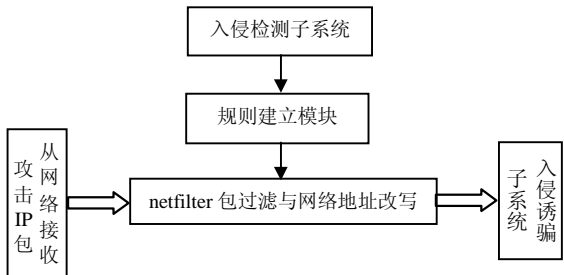 入侵检测子系统
规则建立模块
从网络接收
攻击IP包
netfilter 包过滤与网络地址改写
入侵诱骗
子系统